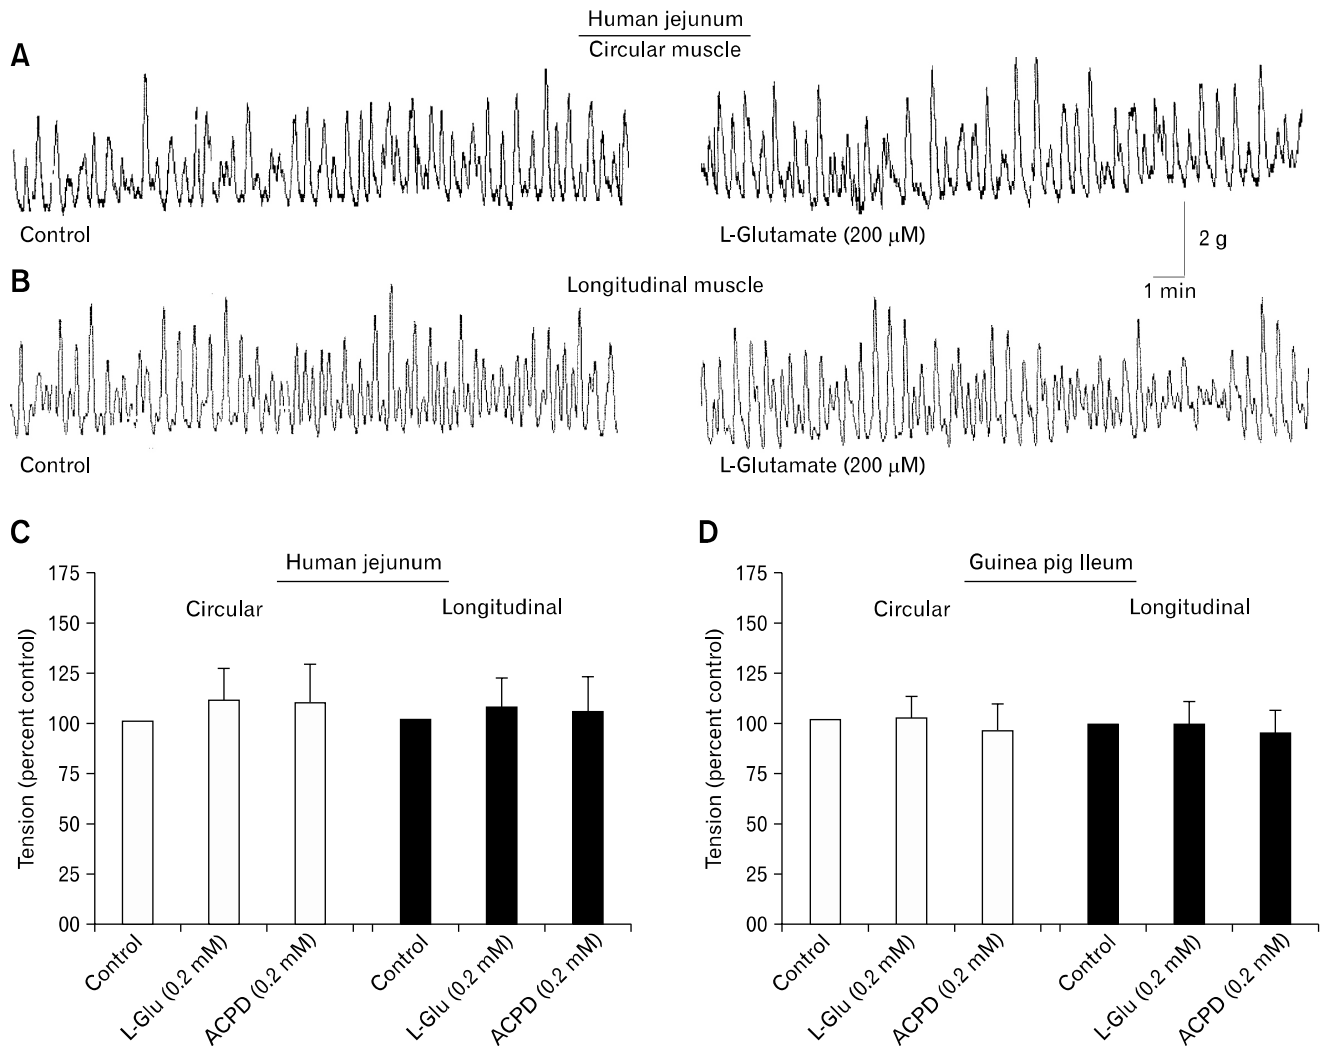 Human jejunum
A
Circular muscle
Control
L-Glutamate (200 μM)
2 g
1 min
B
Longitudinal muscle
Control
L-Glutamate (200 μM)
C
Human jejunum
Circular
Longitudinal
Tension (percent control)
175
150
125
100
75
50
25
00
Control
L-Glu (0.2 mM)
ACPD (0.2 mM)
Control
L-Glu (0.2 mM)
ACPD (0.2 mM)
D
Guinea pig Ileum
Circular
Longitudinal
Tension (percent control)
175
150
125
100
75
50
25
00
Control
L-Glu (0.2 mM)
ACPD (0.2 mM)
Control
L-Glu (0.2 mM)
ACPD (0.2 mM)